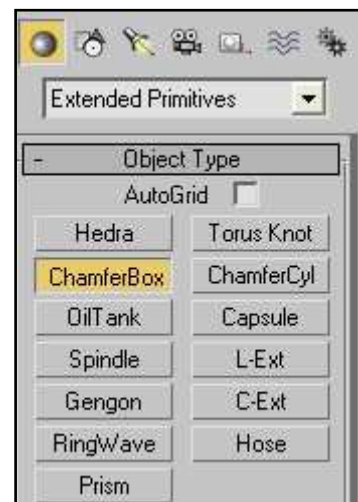 Extended Primitives
- Object Type
AutoGrid
Hedra Torus Knot
ChamferBox ChamferCyl
OilTank Capsule
Spindle L-Ext
Gengon C-Ext
RingWave Hose
Prism